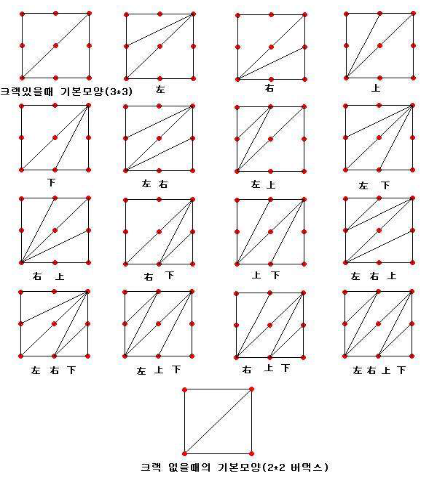 크랙있을때 기본모양(3*3)
左
右
上
下
左 右
左 上
左 下
右 上
右 下
上 下
左 右 上
左 右 下
左 上 下
右 上 下
左 右 上 下
크랙 없을때의 기본모양(2*2 버텍스)